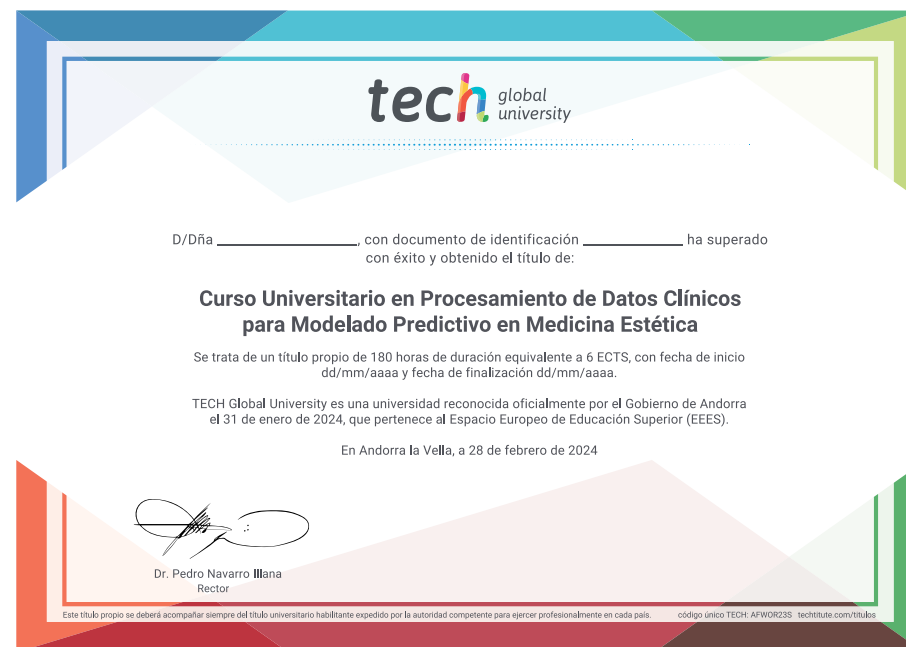 tech global university
D/Dña ____________________, con documento de identificación ______________ ha superado
con éxito y obtenido el título de:
Curso Universitario en Procesamiento de Datos Clínicos
para Modelado Predictivo en Medicina Estética
Se trata de un título propio de 180 horas de duración equivalente a 6 ECTS, con fecha de inicio
dd/mm/aaaa y fecha de finalización dd/mm/aaaa.
TECH Global University es una universidad reconocida oficialmente por el Gobierno de Andorra
el 31 de enero de 2024, que pertenece al Espacio Europeo de Educación Superior (EEES).
En Andorra la Vella, a 28 de febrero de 2024
Dr. Pedro Navarro Illana
Rector
Este título propio se deberá acompañar siempre del título universitario habilitante expedido por la autoridad competente para ejercer profesionalmente en cada país. código único TECH: AFWOR23S techtitute.com/titulos